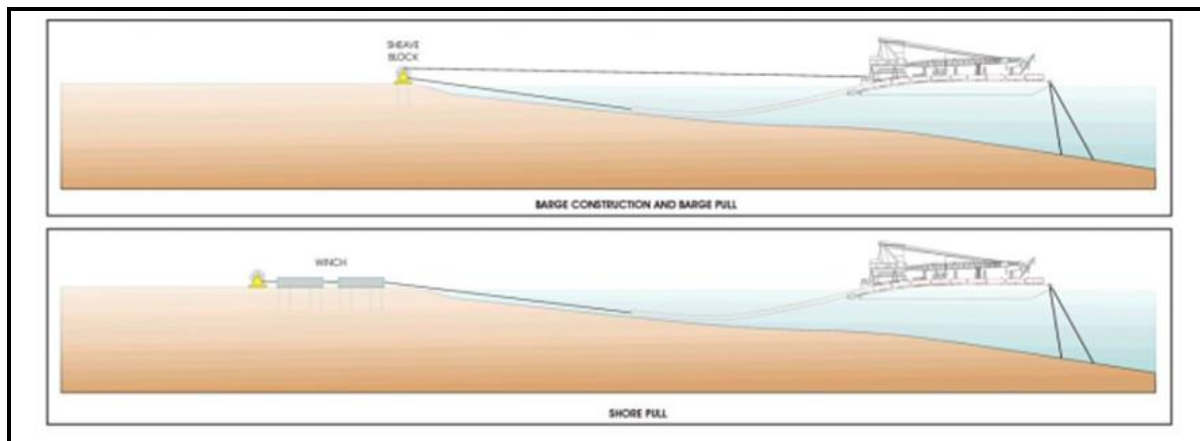 SHEAVE
BLOCK
BARGE CONSTRUCTION AND BARGE PULL
WINCH
SHORE PULL